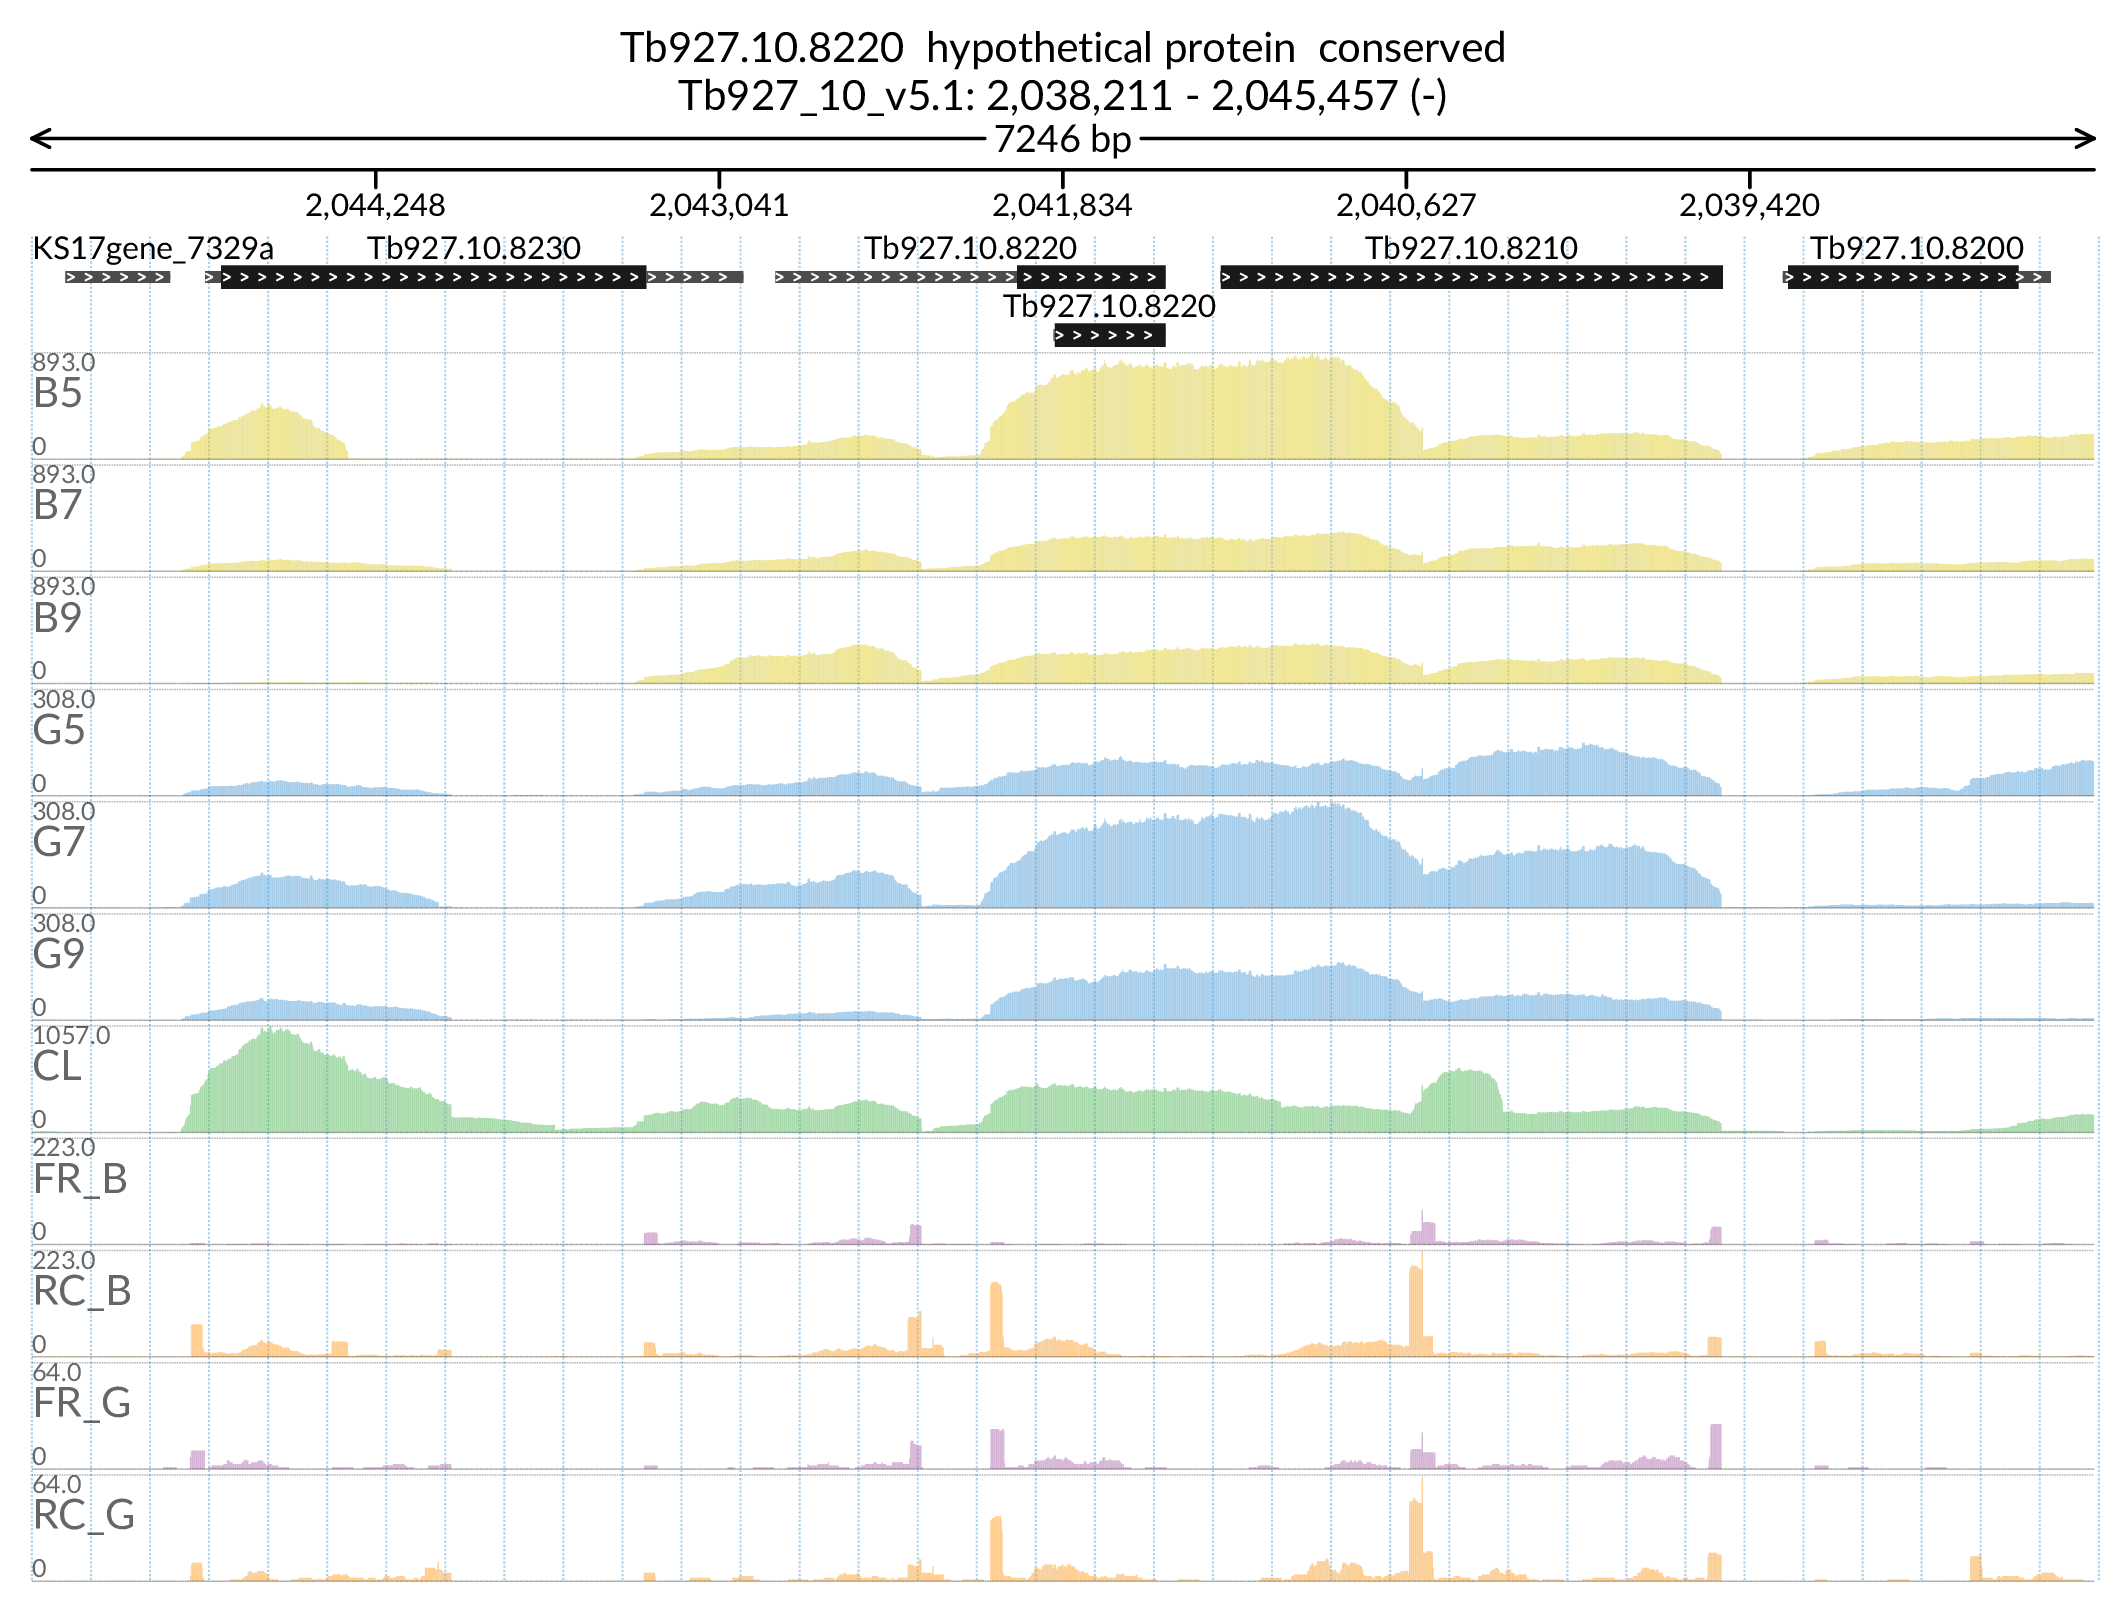 Tb927.10.8220  hypothetical protein  conserved
Tb927_10_v5.1: 2,038,211 - 2,045,457 (-)
7246 bp
2,044,248 2,043,041 2,041,834 2,040,627 2,039,420
KS17gene_7329a Tb927.10.8230 Tb927.10.8220 Tb927.10.8210 Tb927.10.8200
Tb927.10.8220
893.0
B5
0
893.0
B7
0
893.0
B9
0
308.0
G5
0
308.0
G7
0
308.0
G9
0
1057.0
CL
0
223.0
FR_B
0
223.0
RC_B
0
64.0
FR_G
0
64.0
RC_G
0